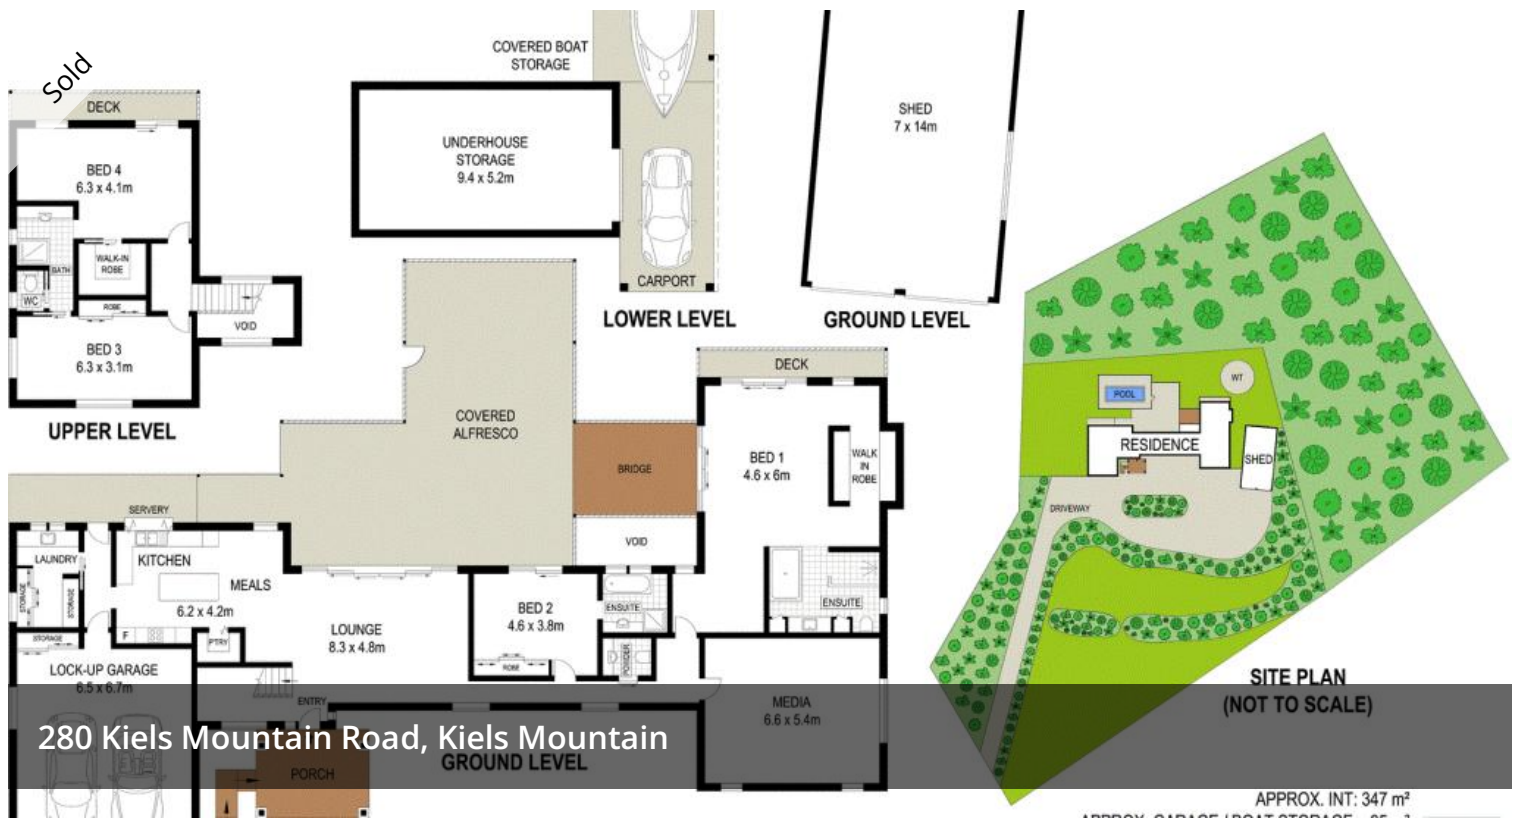 Sold
DECK
BED 4
6.3 x 4.1m
BATH
WALK-IN
ROBE
WC
ROBE
VOID
BED 3
6.3 x 3.1m
UPPER LEVEL
COVERED BOAT
STORAGE
UNDERHOUSE
STORAGE
9.4 x 5.2m
CARPORT
LOWER LEVEL
SHED
7 x 14m
GROUND LEVEL
COVERED
ALFRESCO
BRIDGE
VOID
DECK
BED 1
4.6 x 6m
WALK
IN
ROBE
ENSUITE
SERVERY
LAUNDRY
STORAGE
STORAGE
STORAGE
KITCHEN
MEALS
6.2 x 4.2m
F
PTRY
LOUNGE
8.3 x 4.8m
BED 2
4.6 x 3.8m
ROBE
ENSUITE
POWDER
LOCK-UP GARAGE
6.5 x 6.7m
ENTRY
MEDIA
6.6 x 5.4m
PORCH
GROUND LEVEL
280 Kiels Mountain Road, Kiels Mountain
POOL
WT
RESIDENCE
SHED
DRIVEWAY
SITE PLAN
(NOT TO SCALE)
APPROX. INT: 347 m²